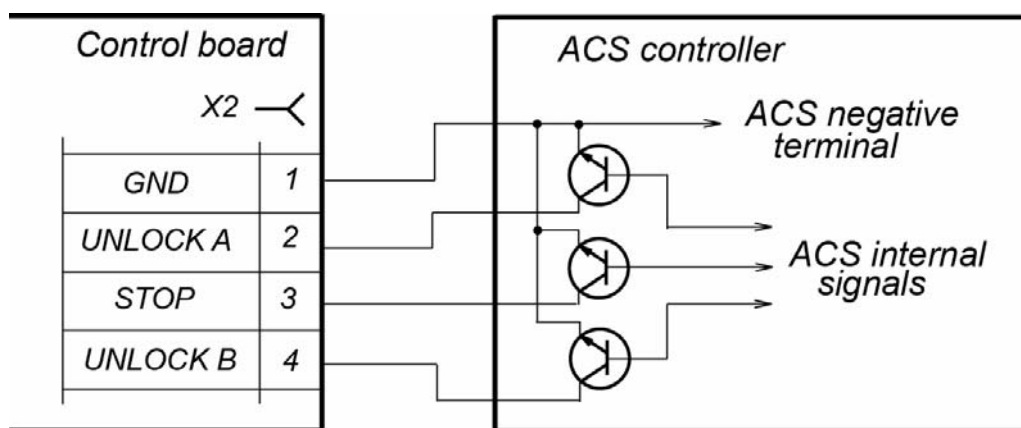 Control board
X2
GND 1
UNLOCK A 2
STOP 3
UNLOCK B 4
ACS controller
ACS negative
terminal
ACS internal
signals